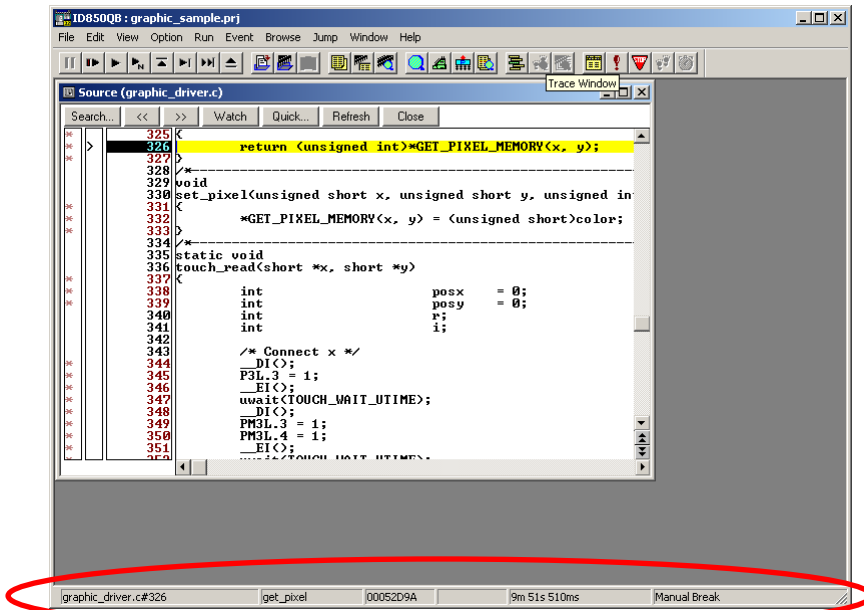 ID850QB : graphic_sample.prj
File Edit View Option Run Event Browse Jump Window Help
Trace Window
Source (graphic_driver.c)
Search... << >> Watch Quick... Refresh Close
* 325 {
* > 326 return (unsigned int)*GET_PIXEL_MEMORY(x, y);
* 327 }
328 /*
329 void
330 set_pixel(unsigned short x, unsigned short y, unsigned in
* 331 {
* 332 *GET_PIXEL_MEMORY(x, y) = (unsigned short)color;
* 333 }
334 /*
335 static void
336 touch_read(short *x, short *y)
* 337 {
* 338 int posx = 0;
* 339 int posy = 0;
340 int r;
341 int i;
342
343 /* Connect x */
* 344 __DI();
* 345 P3L.3 = 1;
* 346 __EI();
* 347 uwait(TOUCH_WAIT_UTIME);
* 348 __DI();
* 349 PM3L.3 = 1;
* 350 PM3L.4 = 1;
* 351 __EI();
352 uwait(TOUCH_WAIT_UTIME);
graphic_driver.c#326 get_pixel 00052D9A 9m 51s 510ms Manual Break